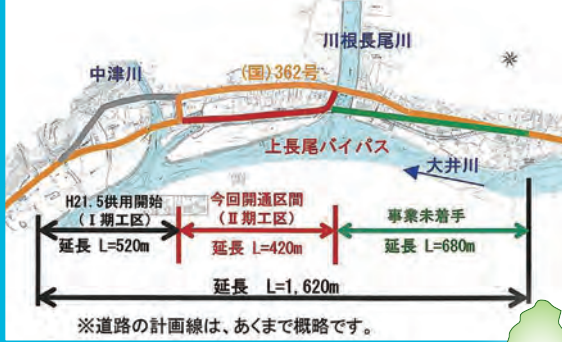 川根長尾川
中津川
(国)362号
上長尾バイパス
大井川
H21.5供用開始
(Ⅰ期工区)
延長 L=520m
今回開通区間
(Ⅱ期工区)
延長 L=420m
事業未着手
延長 L=680m
延長 L=1,620m
※道路の計画線は、あくまで概略です。